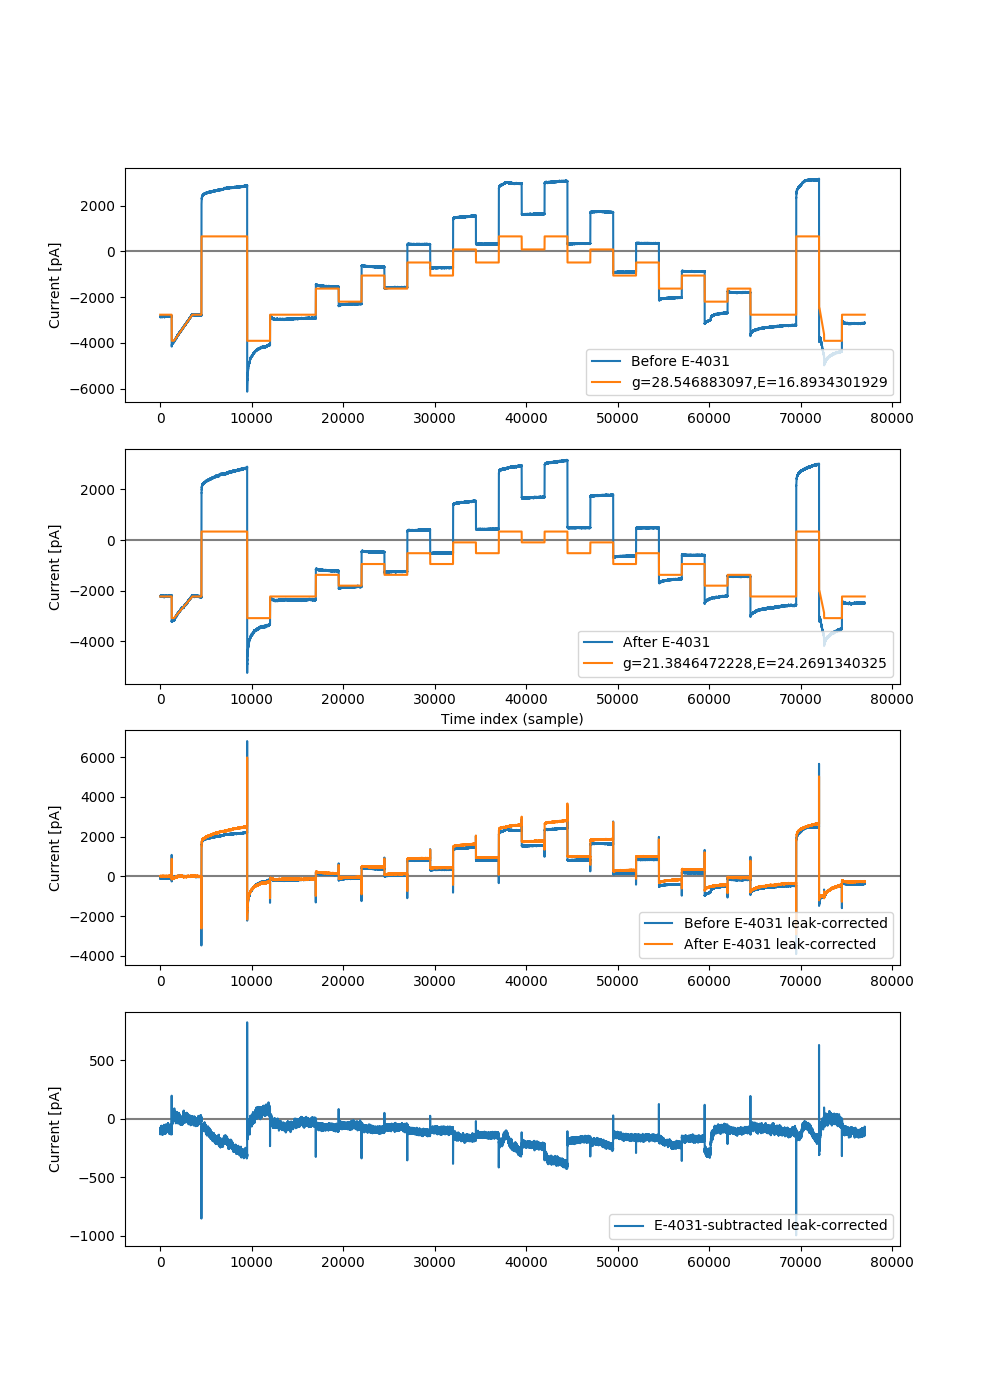 Current [pA]
2000
0
−2000
−4000
−6000
Before E-4031
g=28.546883097,E=16.8934301929
0 10000 20000 30000 40000 50000 60000 70000 80000
Current [pA]
2000
0
−2000
−4000
After E-4031
g=21.3846472228,E=24.2691340325
0 10000 20000 30000 40000 50000 60000 70000 80000
Time index (sample)
Current [pA]
6000
4000
2000
0
−2000
−4000
Before E-4031 leak-corrected
After E-4031 leak-corrected
0 10000 20000 30000 40000 50000 60000 70000 80000
Current [pA]
500
0
−500
−1000
E-4031-subtracted leak-corrected
0 10000 20000 30000 40000 50000 60000 70000 80000